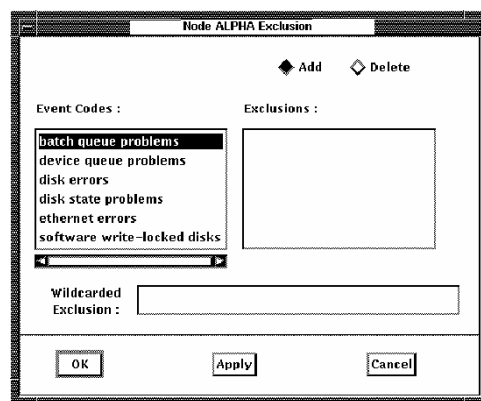 Node ALPHA Exclusion
Add
Delete
Event Codes :
Exclusions :
batch queue problems
device queue problems
disk errors
disk state problems
ethernet errors
software write-locked disks
Wildcarded
Exclusion :
OK
Apply
Cancel